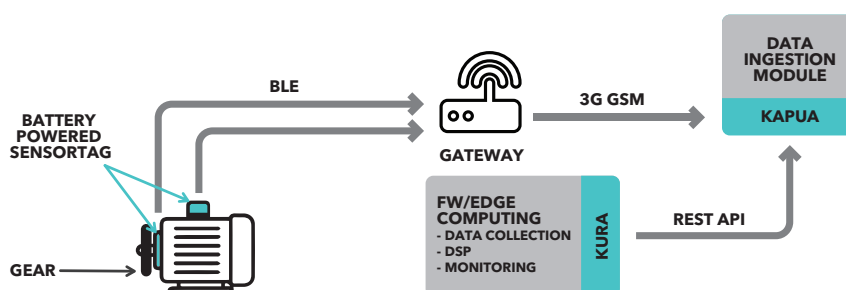 BATTERY
POWERED
SENSORTAG
GEAR
BLE
GATEWAY
3G GSM
DATA
INGESTION
MODULE
KAPUA
FW/EDGE
COMPUTING
- DATA COLLECTION
- DSP
- MONITORING
KURA
REST API